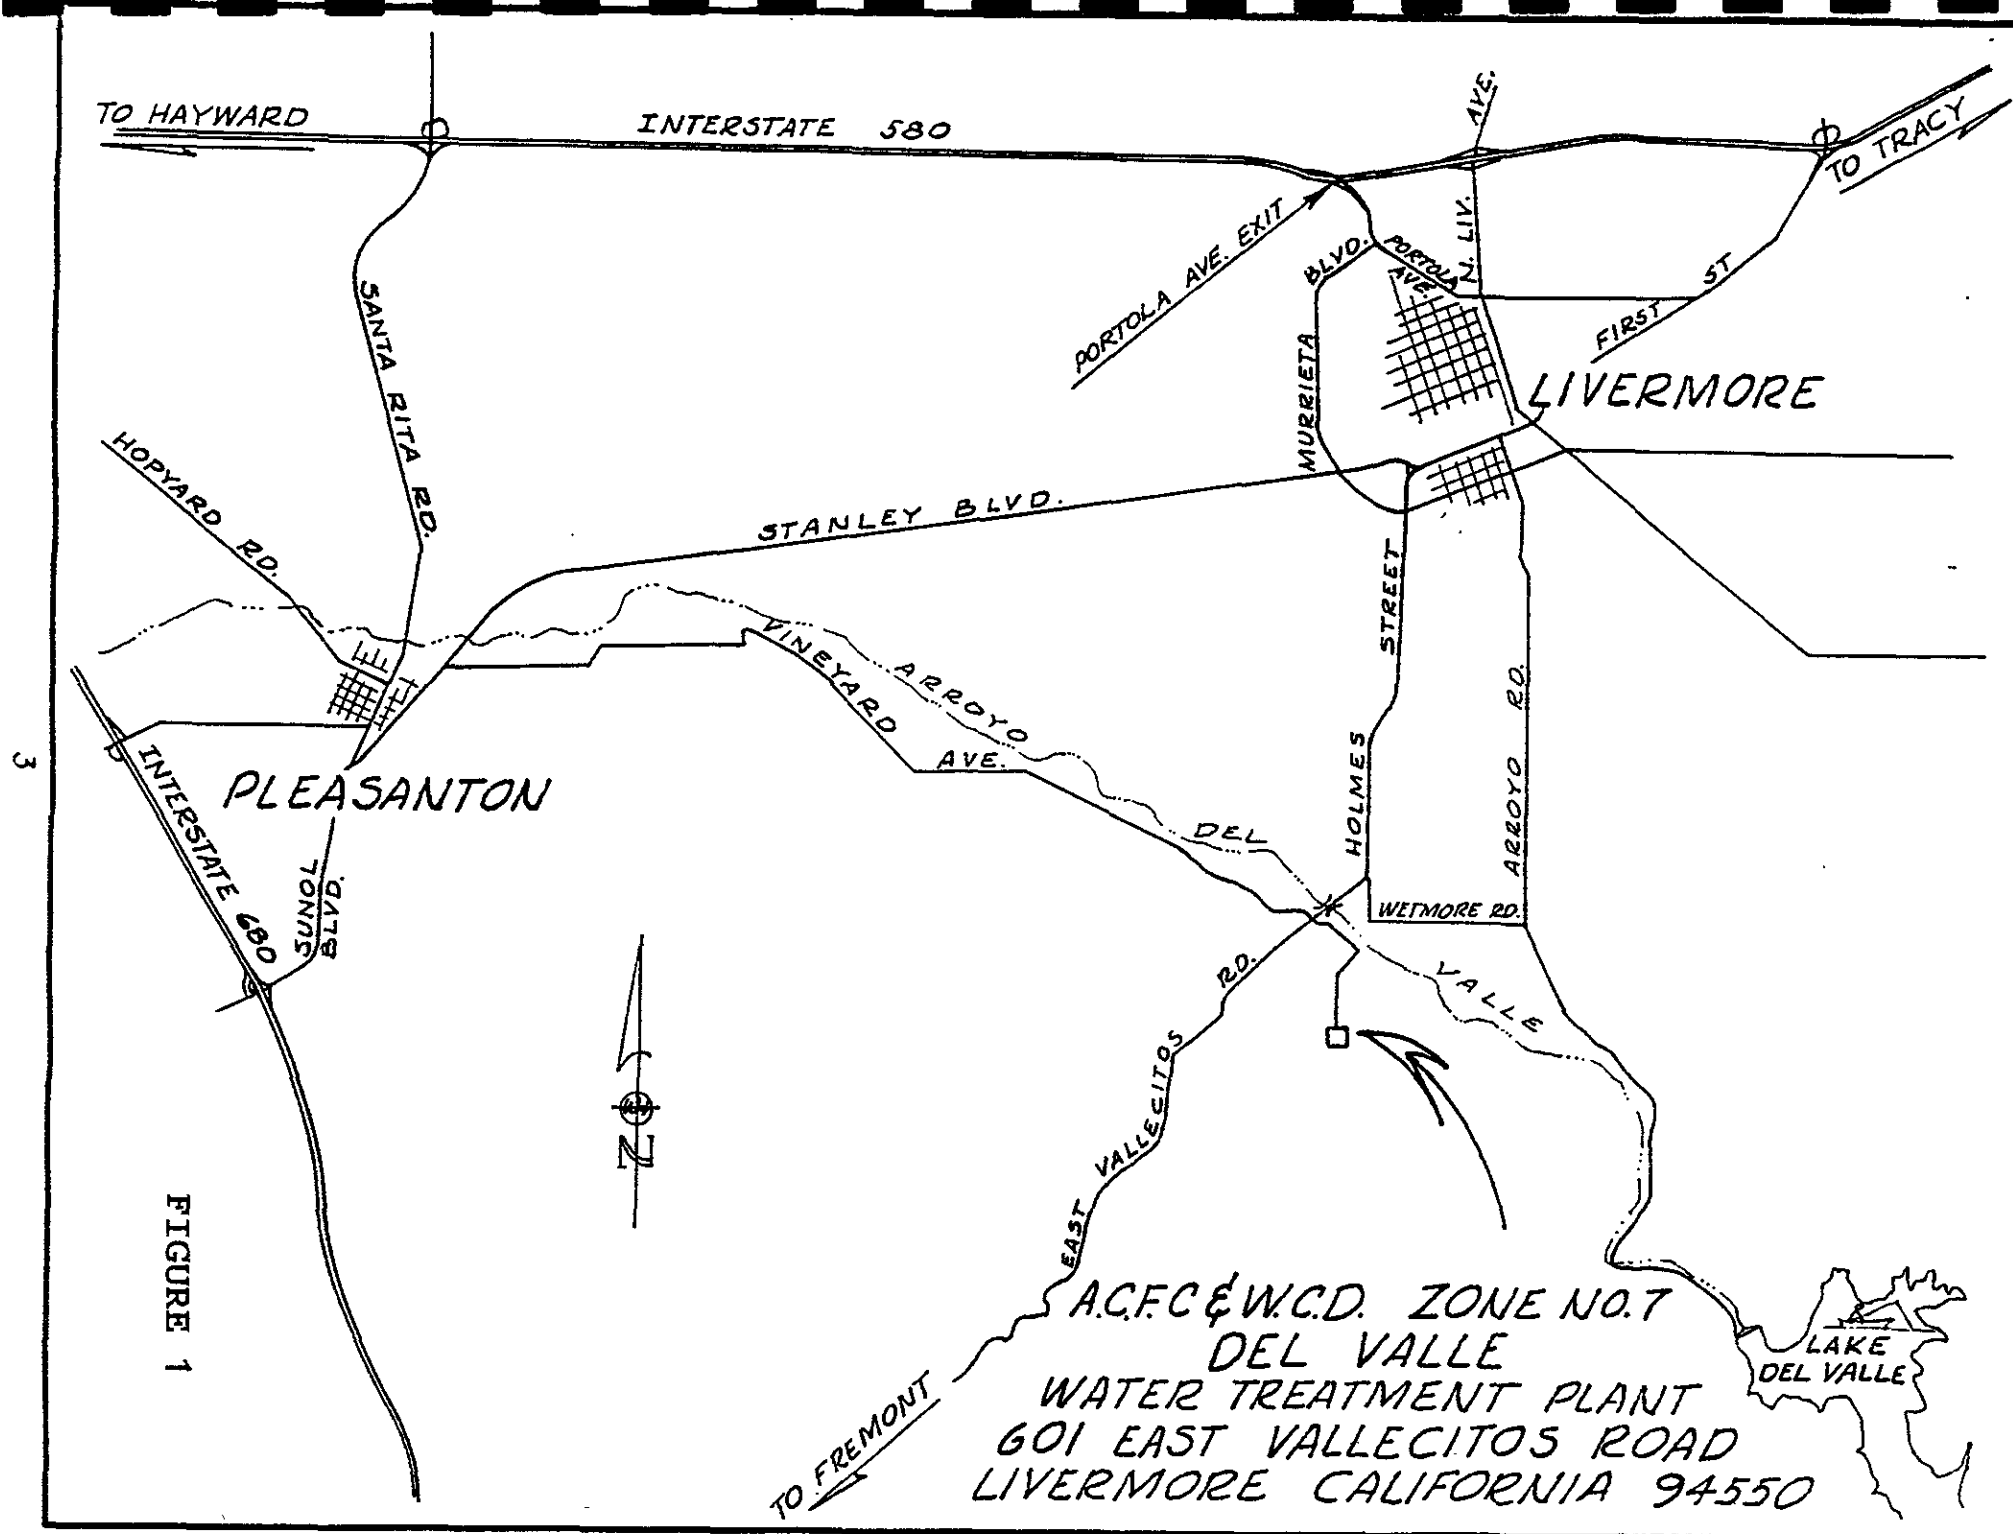 TO HAYWARD
INTERSTATE 580
AVE.
TO TRACY
PORTOLA AVE. EXIT
N. LIV.
BLVD.
PORTOLA
AVE.
FIRST ST
SANTA RITA RD.
MURRIETA
LIVERMORE
HOPYARD RD.
STANLEY BLVD.
STREET
VINEYARD
AVE.
ARROYO
DEL
VALLE
HOLMES
ARROYO RD.
WETMORE RD.
PLEASANTON
INTERSTATE 680
SUNOL
BLVD.
3
N
RD.
VALLECITOS
EAST
FIGURE 1
TO FREMONT
A.C.F.C & W.C.D. ZONE NO. 7
DEL VALLE
WATER TREATMENT PLANT
601 EAST VALLECITOS ROAD
LIVERMORE CALIFORNIA 94550
LAKE
DEL VALLE